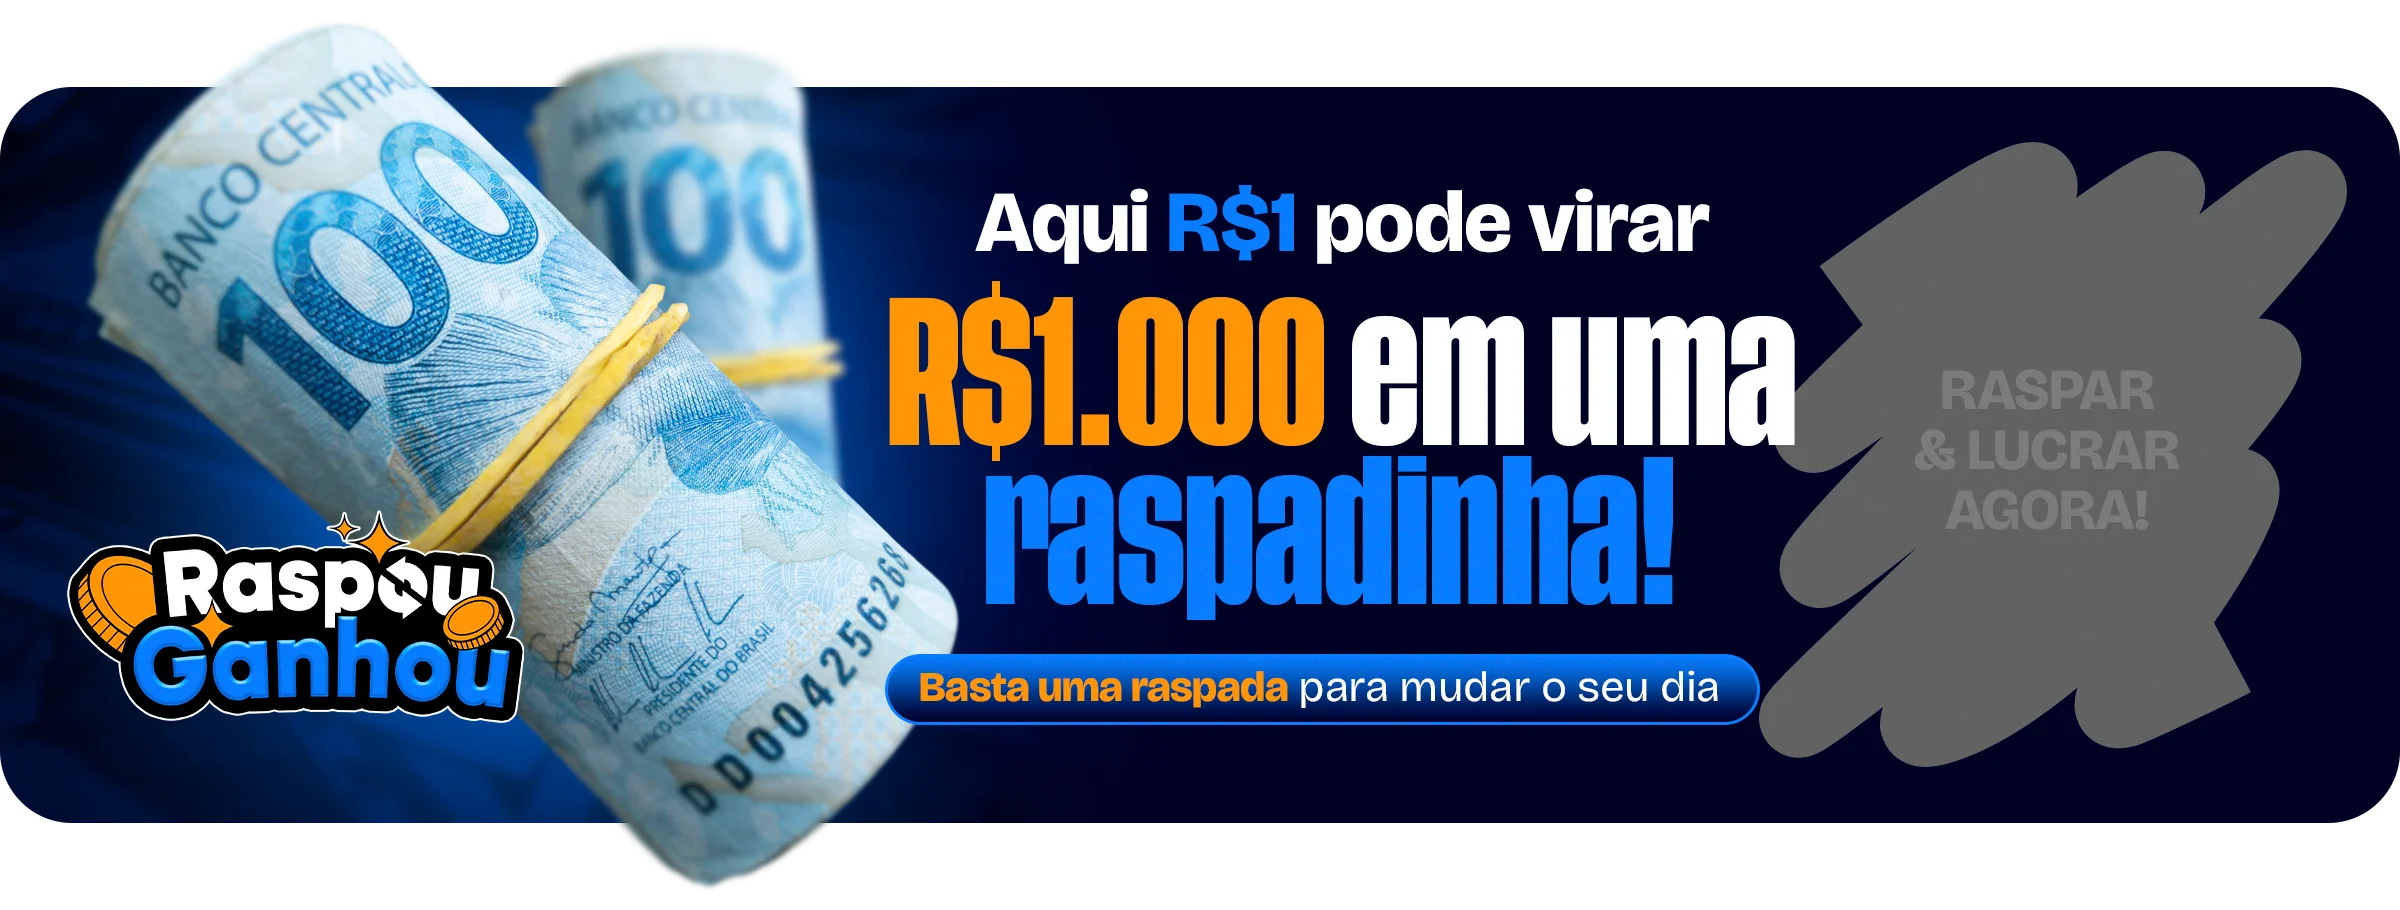 BANCO CENTRAL
100
BANCO CENTRAL
100
MINISTRO DA FAZENDA
PRESIDENTE DO
BANCO CENTRAL DO BRASIL
D D004256268
Raspou
Ganhou
Aqui R$1 pode virar
R$1.000 em uma
raspadinha!
Basta uma raspada para mudar o seu dia
RASPAR
& LUCRAR
AGORA!